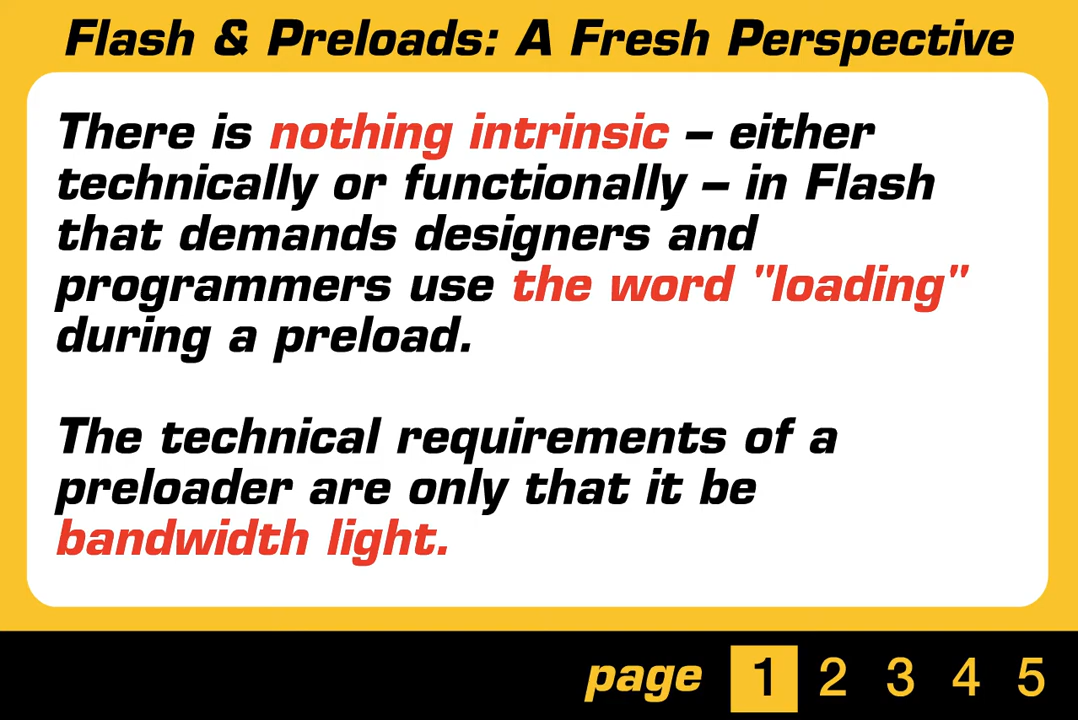 Flash & Preloads: A Fresh Perspective
There is nothing intrinsic – either
technically or functionally – in Flash
that demands designers and
programmers use the word "loading"
during a preload.
The technical requirements of a
preloader are only that it be
bandwidth light.
page 1 2 3 4 5